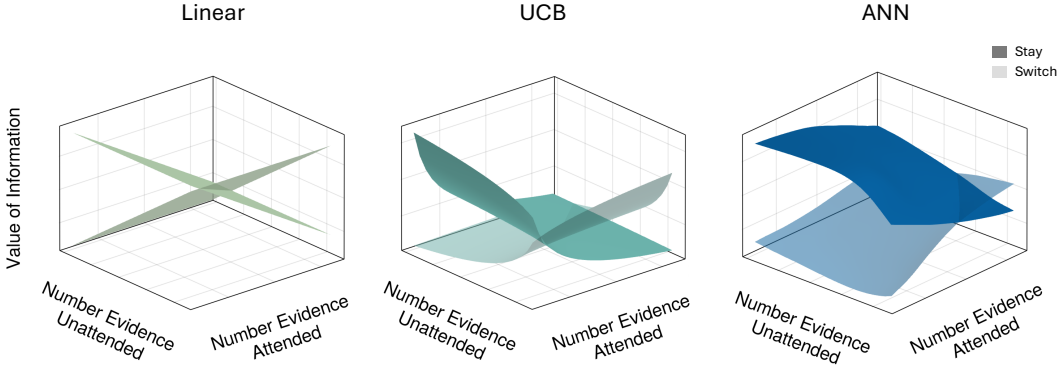 Linear
UCB
ANN
Stay
Switch
Value of Information
Number Evidence
Unattended
Number Evidence
Attended
Number Evidence
Unattended
Number Evidence
Attended
Number Evidence
Unattended
Number Evidence
Attended